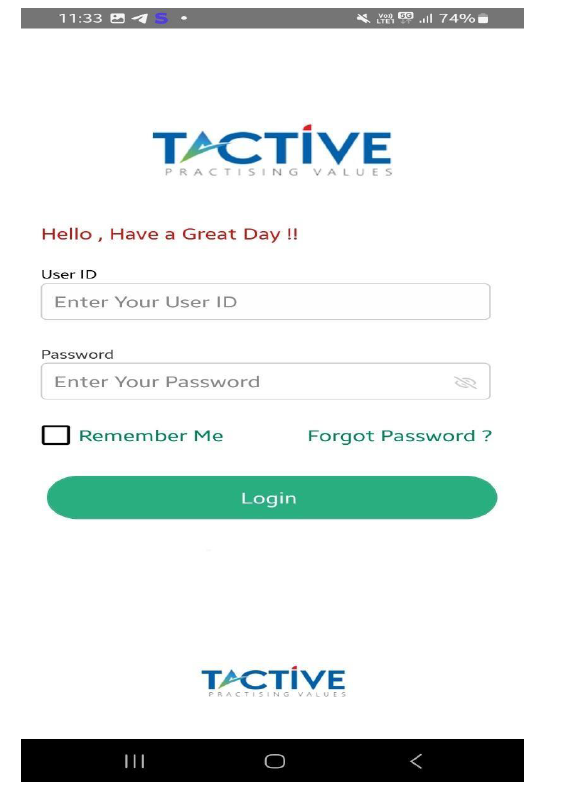 11:33 S
Vo)) LTE1 5G 74%
TACTIVE
PRACTISING VALUES
Hello , Have a Great Day !!
User ID
Enter Your User ID
Password
Enter Your Password
Remember Me Forgot Password ?
Login
TACTIVE
PRACTISING VALUES